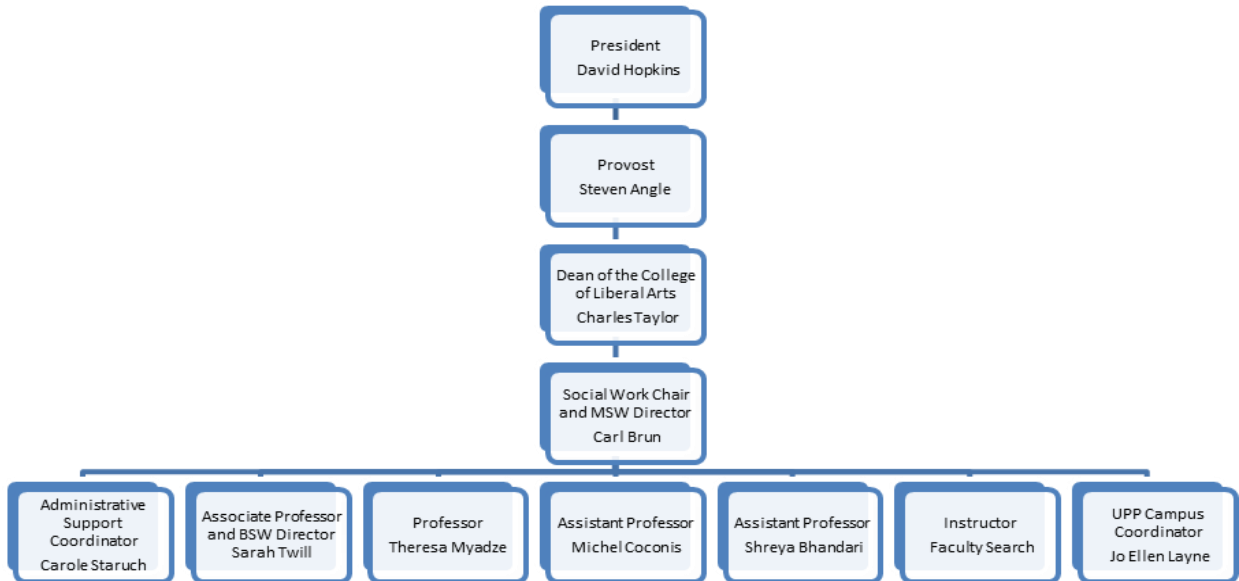 President
David Hopkins
Provost
Steven Angle
Dean of the College
of Liberal Arts
Charles Taylor
Social Work Chair
and MSW Director
Carl Brun
Administrative
Support
Coordinator
Carole Staruch
Associate Professor
and BSW Director
Sarah Twill
Professor
Theresa Myadze
Assistant Professor
Michel Coconis
Assistant Professor
Shreya Bhandari
Instructor
Faculty Search
UPP Campus
Coordinator
Jo Ellen Layne